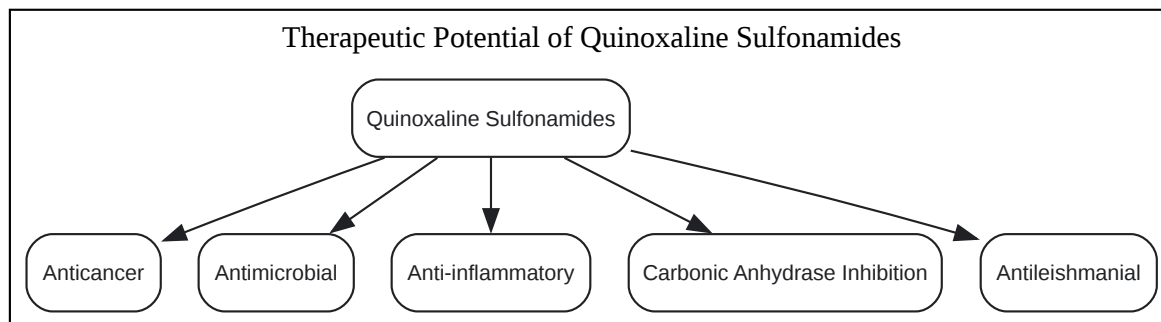 Therapeutic Potential of Quinoxaline Sulfonamides
Quinoxaline Sulfonamides
Anticancer
Antimicrobial
Anti-inflammatory
Carbonic Anhydrase Inhibition
Antileishmanial